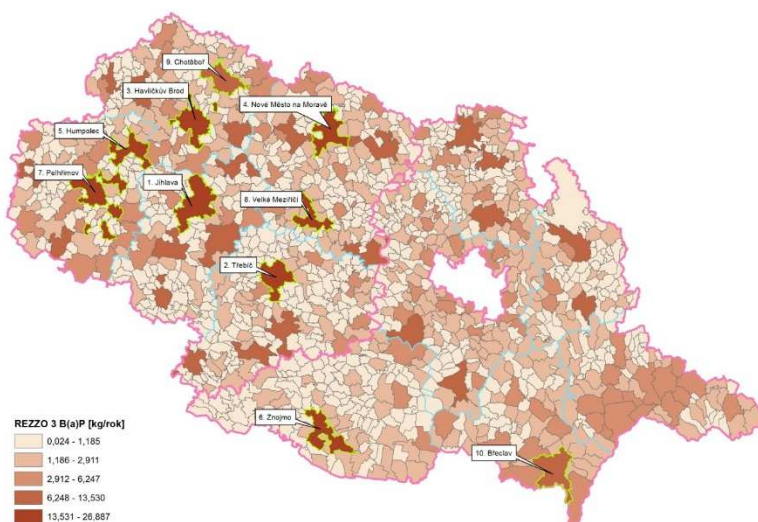 9. Chotěboř
3. Havlíčkův Brod
4. Nové Město na Moravě
5. Humpolec
7. Pelhřimov
1. Jihlava
8. Velké Meziříčí
2. Třebíč
6. Znojmo
10. Břeclav
REZZO 3 B(a)P [kg/rok]
0,024 - 1,185
1,186 - 2,911
2,912 - 6,247
6,248 - 13,530
13,531 - 26,887